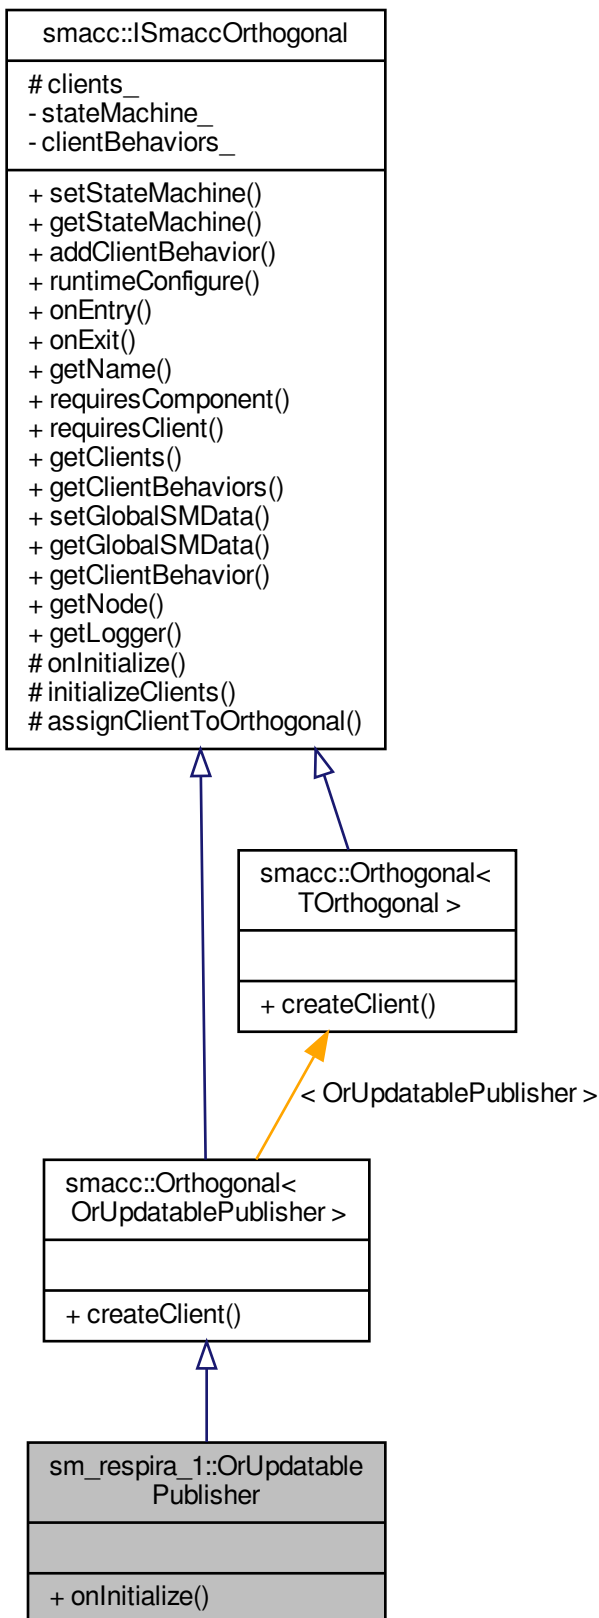 smacc::ISmaccOrthogonal
# clients_
- stateMachine_
- clientBehaviors_
+ setStateMachine()
+ getStateMachine()
+ addClientBehavior()
+ runtimeConfigure()
+ onEntry()
+ onExit()
+ getName()
+ requiresComponent()
+ requiresClient()
+ getClients()
+ getClientBehaviors()
+ setGlobalSMData()
+ getGlobalSMData()
+ getClientBehavior()
+ getNode()
+ getLogger()
# onInitialize()
# initializeClients()
# assignClientToOrthogonal()
smacc::Orthogonal<
TOrthogonal >
+ createClient()
< OrUpdatablePublisher >
smacc::Orthogonal<
OrUpdatablePublisher >
+ createClient()
sm_respira_1::OrUpdatable
Publisher
+ onInitialize()